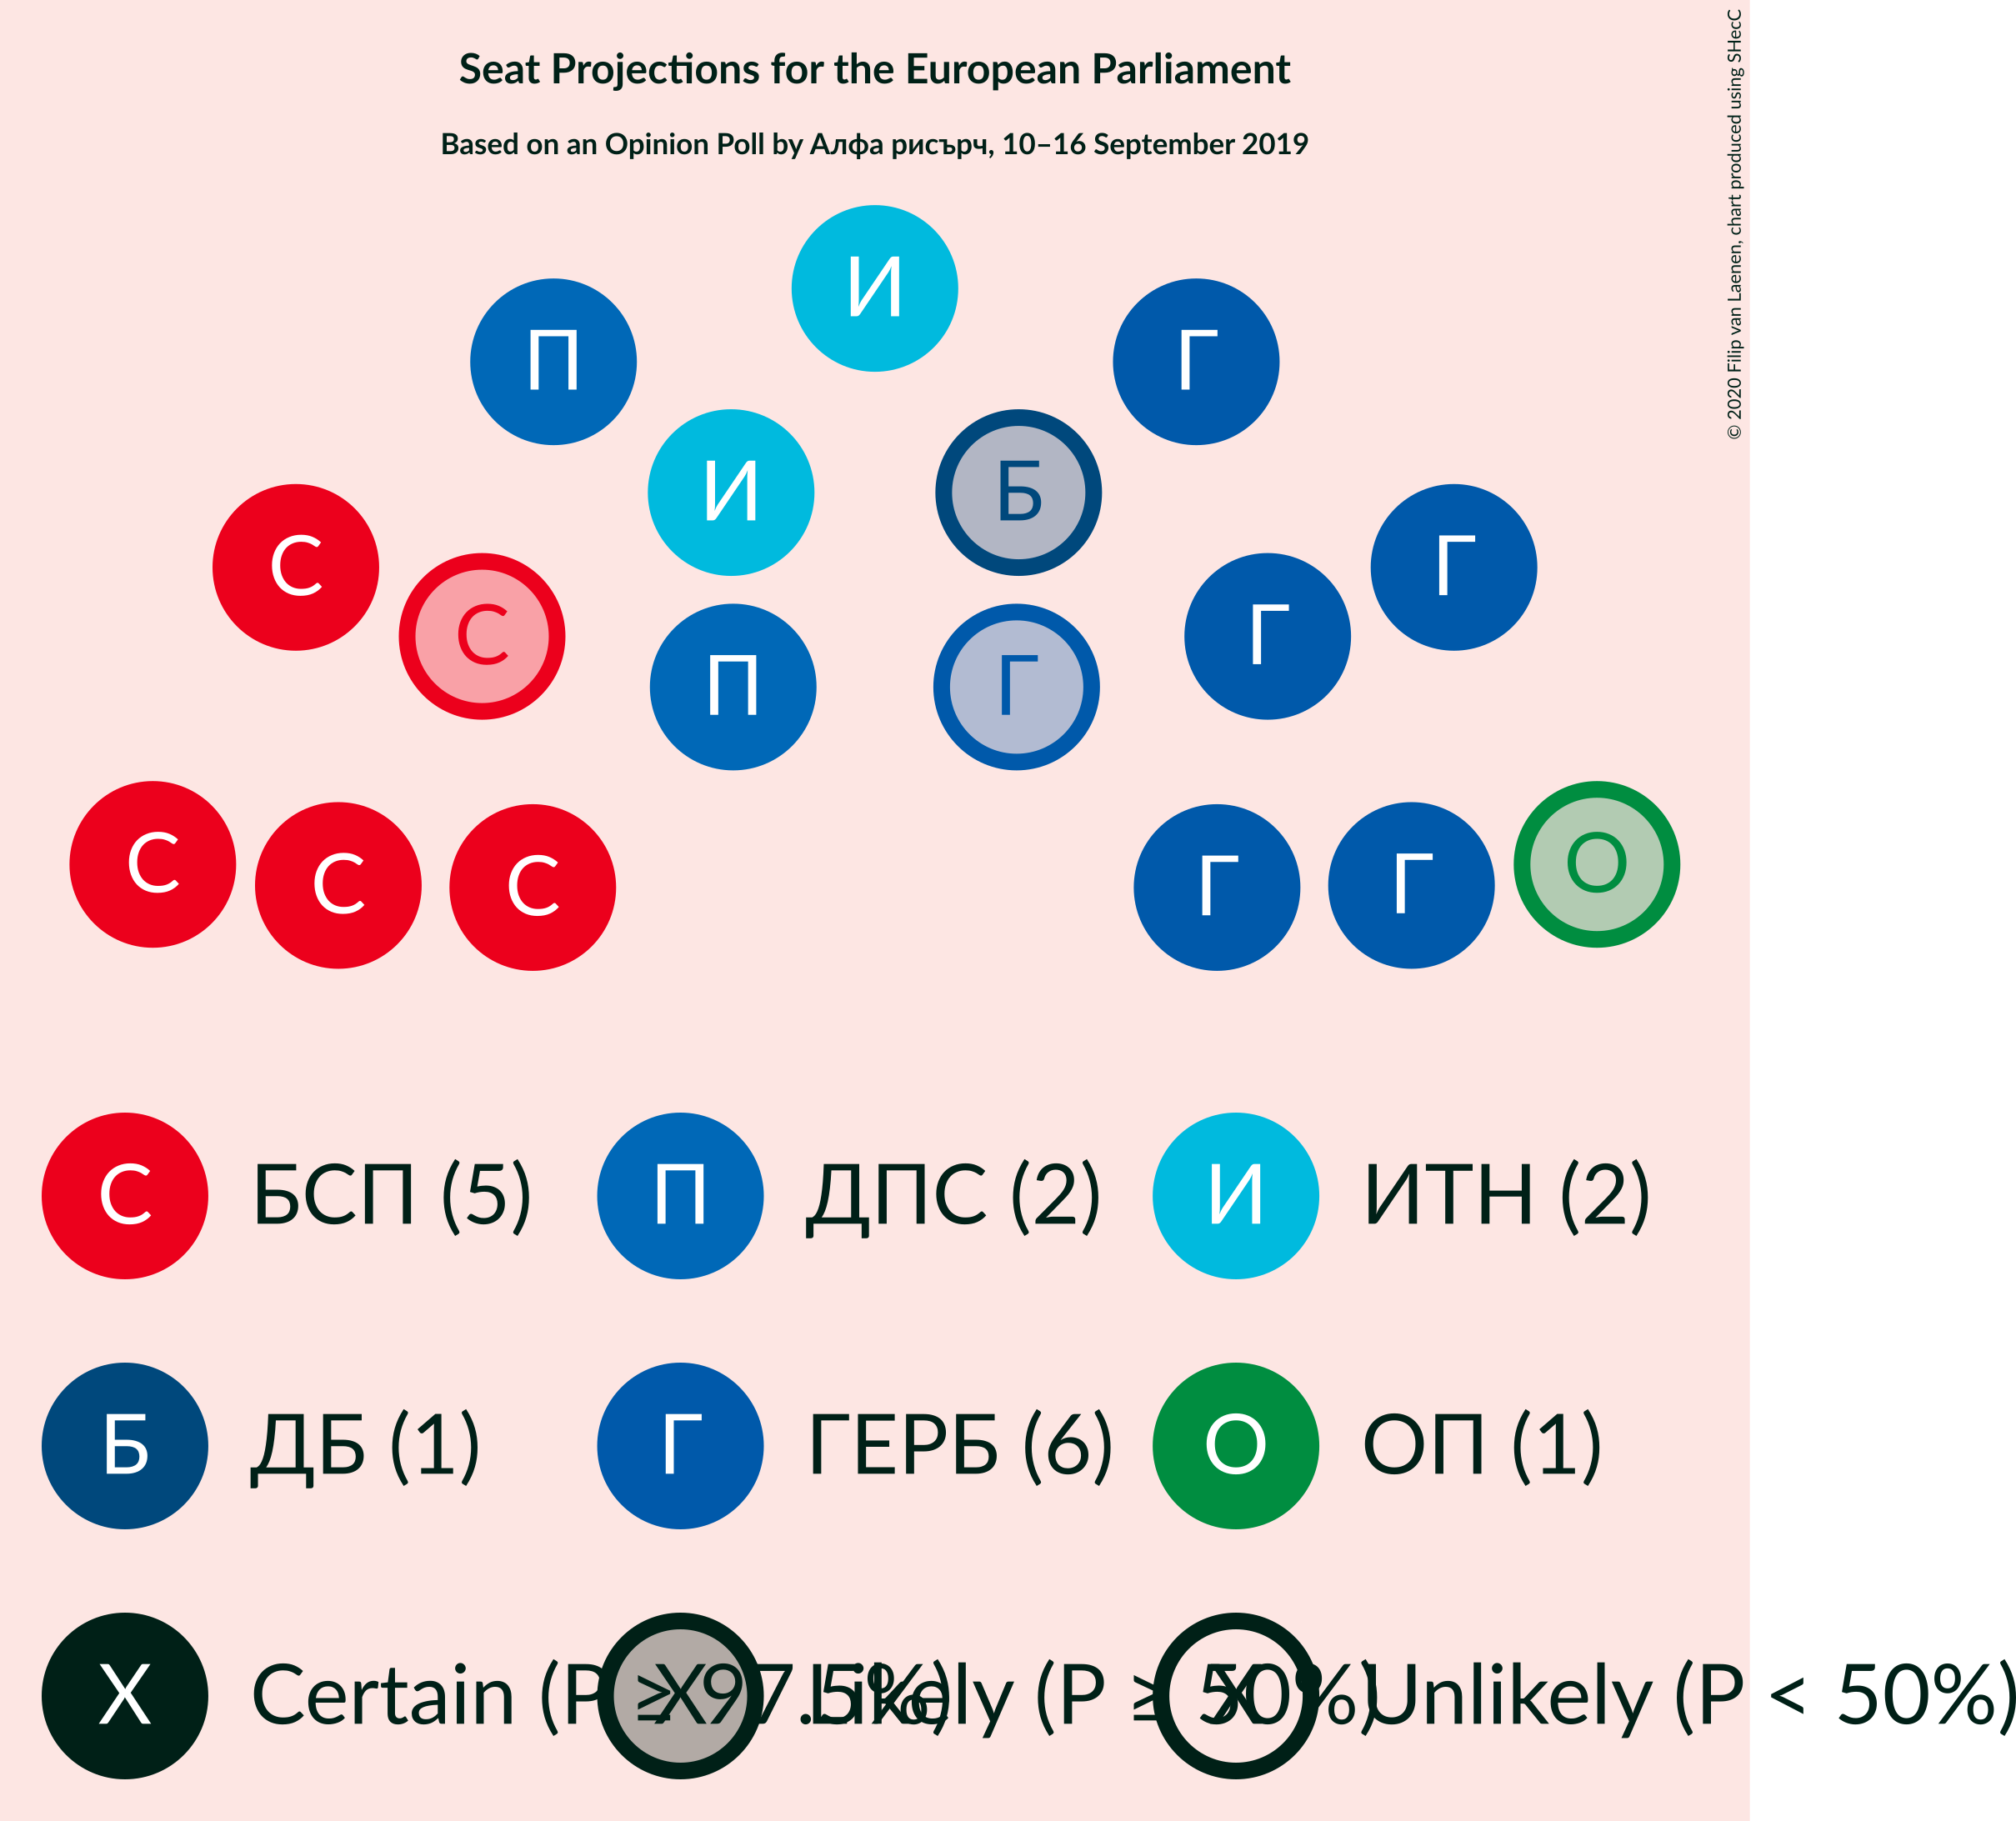 Seat Projections for the European Parliament
Based on an Opinion Poll by Алфа рисърч, 10–16 September 2019
© 2020 Filip van Laenen, chart produced using SHecC
И
П Г
И Б
С Г
С Г
П Г
С О
С Г
С Г
С БСП (5) П ДПС (2) И ИТН (2)
Б ДБ (1) Г ГЕРБ (6) О ОП (1)
X Certain (P ≥ 97.5%) X Likely (P ≥ 50%) X Unlikely (P < 50%)